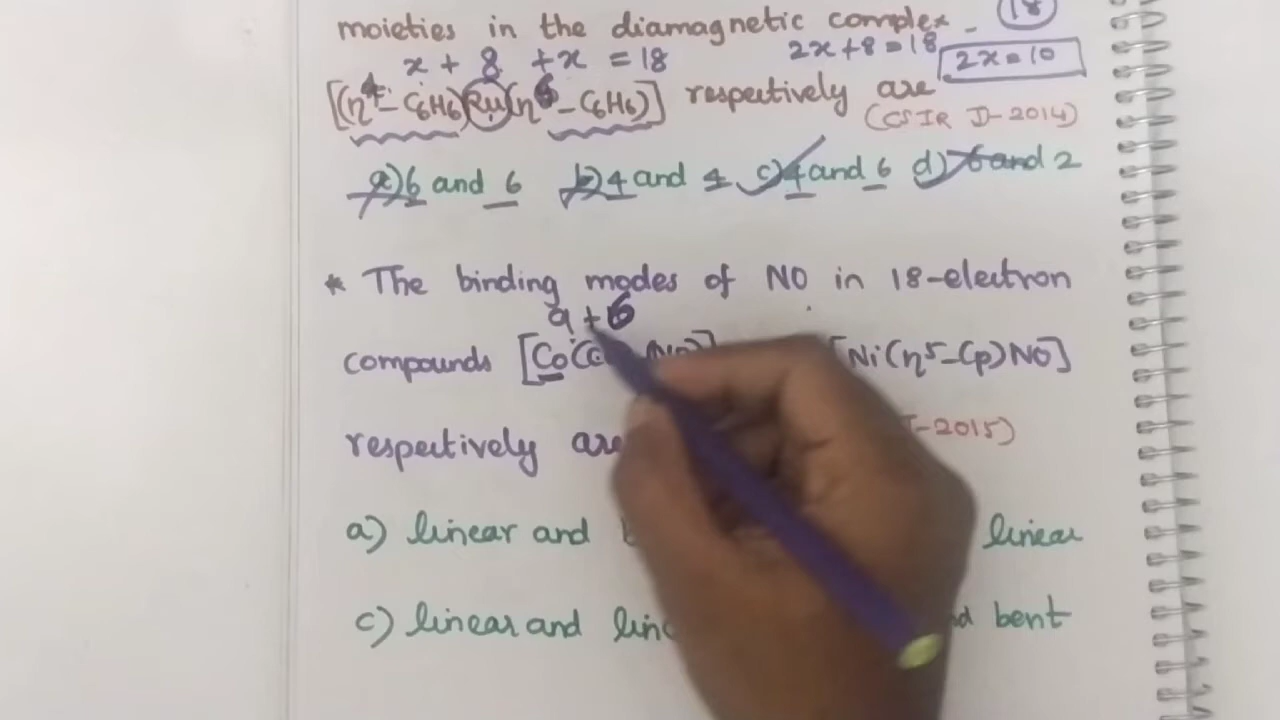 moieties in the diamagnetic complex - 18
x + 8 + x = 18 2x+8=18 2x=10
[(η4-C6H6)Ru(η6-C6H6)] respectively are
(CSIR D-2014)
a) 6 and 6 b) 4 and 4 c) 4 and 6 d) 6 and 2
* The binding modes of NO in 18-electron
9 + 6
compounds [Co [Ni(η5-Cp)NO]
respectively are -2015)
a) linear and linear
c) linear and bent